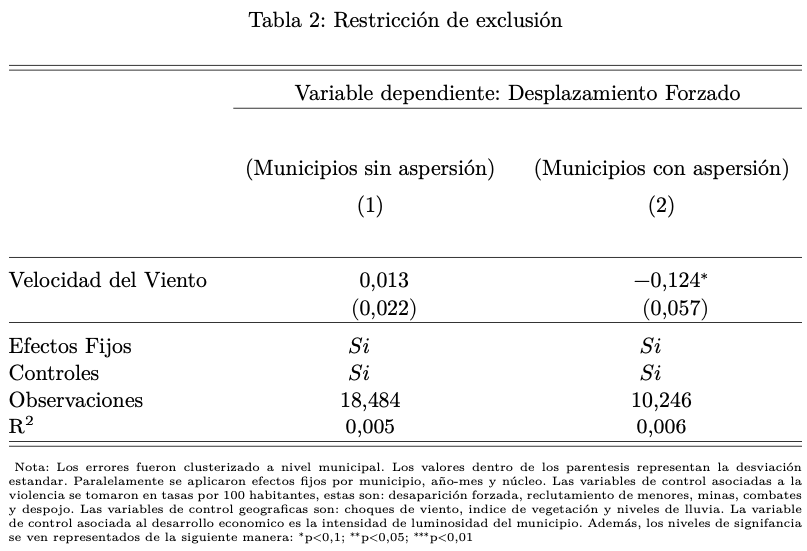 Tabla 2: Restricción de exclusión
Variable dependiente: Desplazamiento Forzado
(Municipios sin aspersión) (Municipios con aspersión)
(1) (2)
Velocidad del Viento 0,013 −0,124*
(0,022) (0,057)
Efectos Fijos Si Si
Controles Si Si
Observaciones 18,484 10,246
R² 0,005 0,006
Nota: Los errores fueron clusterizado a nivel municipal. Los valores dentro de los parentesis representan la desviación
estandar. Paralelamente se aplicaron efectos fijos por municipio, año-mes y núcleo. Las variables de control asociadas a la
violencia se tomaron en tasas por 100 habitantes, estas son: desaparición forzada, reclutamiento de menores, minas, combates
y despojo. Las variables de control geograficas son: choques de viento, indice de vegetación y niveles de lluvia. La variable
de control asociada al desarrollo economico es la intensidad de luminosidad del municipio. Además, los niveles de signifancia
se ven representados de la siguiente manera: *p<0,1; **p<0,05; ***p<0,01